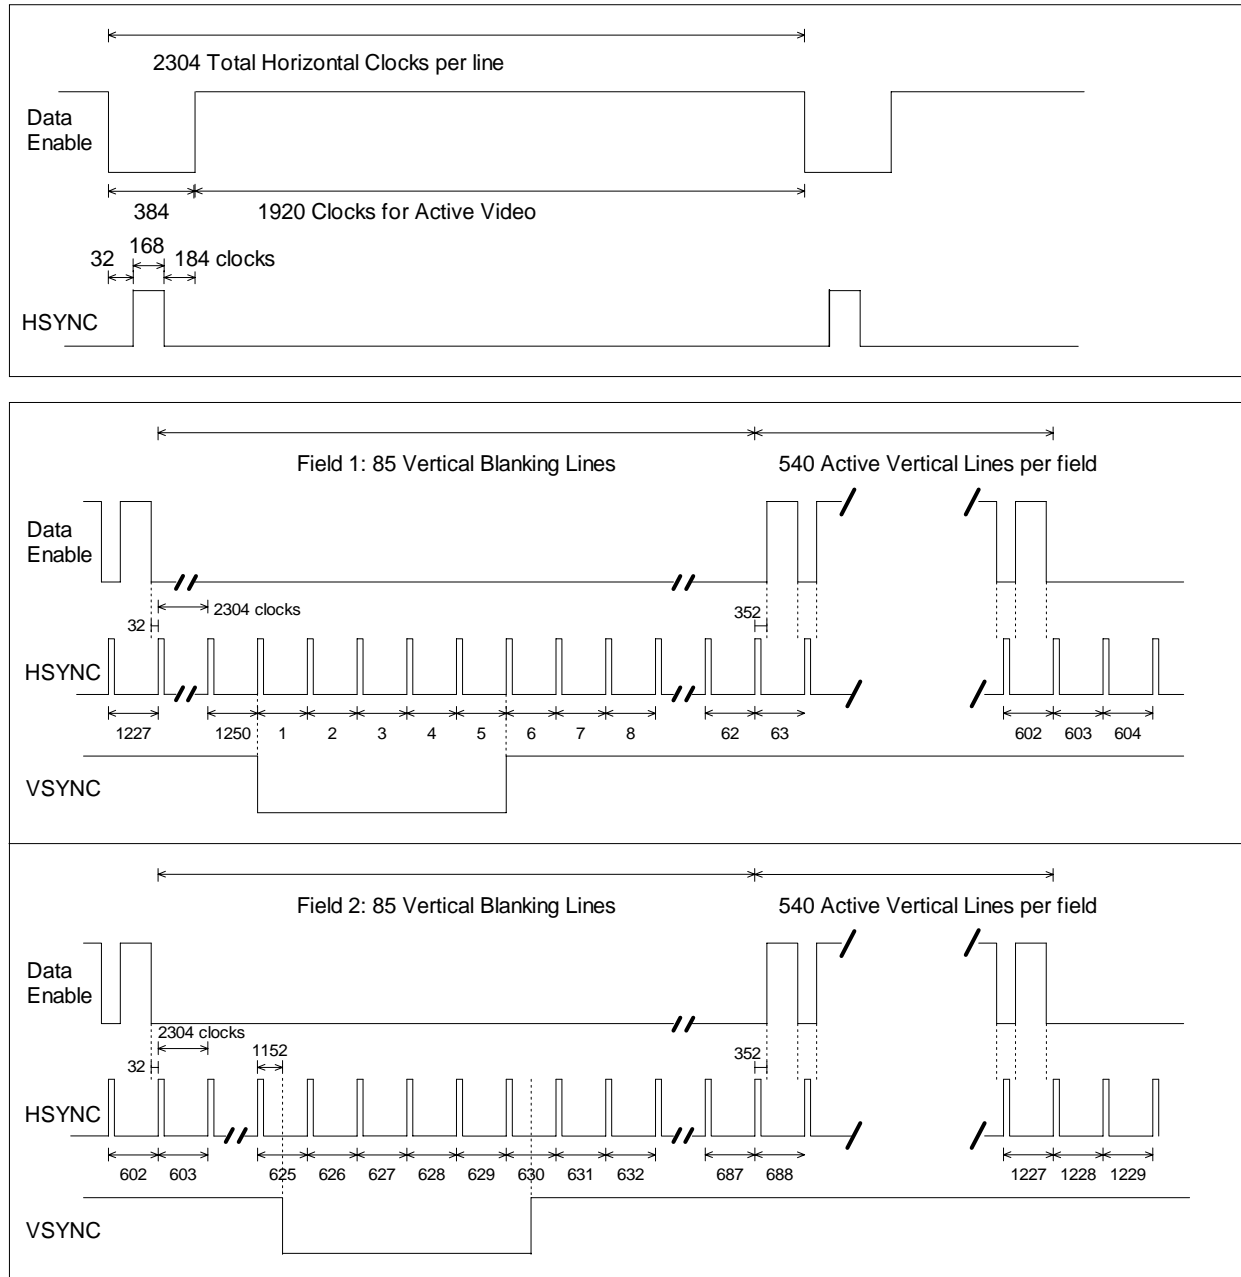 2304 Total Horizontal Clocks per line
Data
Enable
384
1920 Clocks for Active Video
168
32
184 clocks
HSYNC
Field 1: 85 Vertical Blanking Lines
540 Active Vertical Lines per field
Data
Enable
2304 clocks
32
352
HSYNC
1227
1250
1
2
3
4
5
6
7
8
62
63
602
603
604
VSYNC
Field 2: 85 Vertical Blanking Lines
540 Active Vertical Lines per field
Data
Enable
2304 clocks
1152
32
352
HSYNC
602
603
625
626
627
628
629
630
631
632
687
688
1227
1228
1229
VSYNC